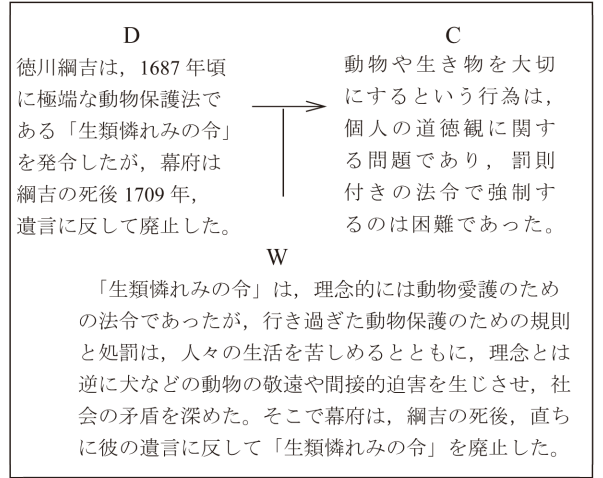 D
徳川綱吉は，1687 年頃
に極端な動物保護法で
ある「生類憐れみの令」
を発令したが，幕府は
綱吉の死後 1709 年，
遺言に反して廃止した。
C
動物や生き物を大切
にするという行為は，
個人の道徳観に関す
る問題であり，罰則
付きの法令で強制す
るのは困難であった。
W
「生類憐れみの令」は，理念的には動物愛護のため
の法令であったが，行き過ぎた動物保護のための規則
と処罰は，人々の生活を苦しめるとともに，理念とは
逆に犬などの動物の敬遠や間接的迫害を生じさせ，社
会の矛盾を深めた。そこで幕府は，綱吉の死後，直ち
に彼の遺言に反して「生類憐れみの令」を廃止した。